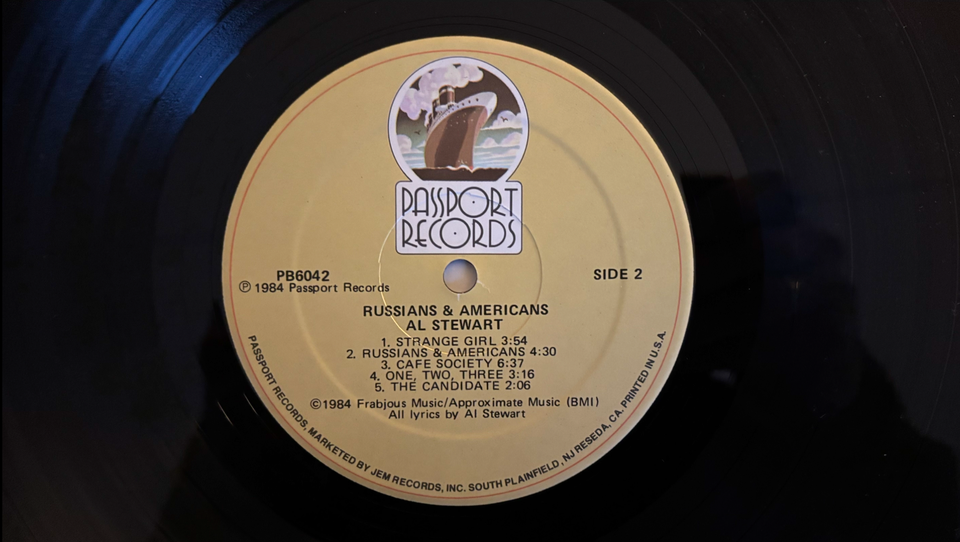 PASSPORT
RECORDS
PB6042
℗ 1984 Passport Records
SIDE 2
RUSSIANS & AMERICANS
AL STEWART
1. STRANGE GIRL 3:54
2. RUSSIANS & AMERICANS 4:30
3. CAFE SOCIETY 6:37
4. ONE, TWO, THREE 3:16
5. THE CANDIDATE 2:06
©1984 Frabjous Music/Approximate Music (BMI)
All lyrics by Al Stewart
PASSPORT RECORDS, MARKETED BY JEM RECORDS, INC. SOUTH PLAINFIELD, NJ RESEDA, CA. PRINTED IN U.S.A.